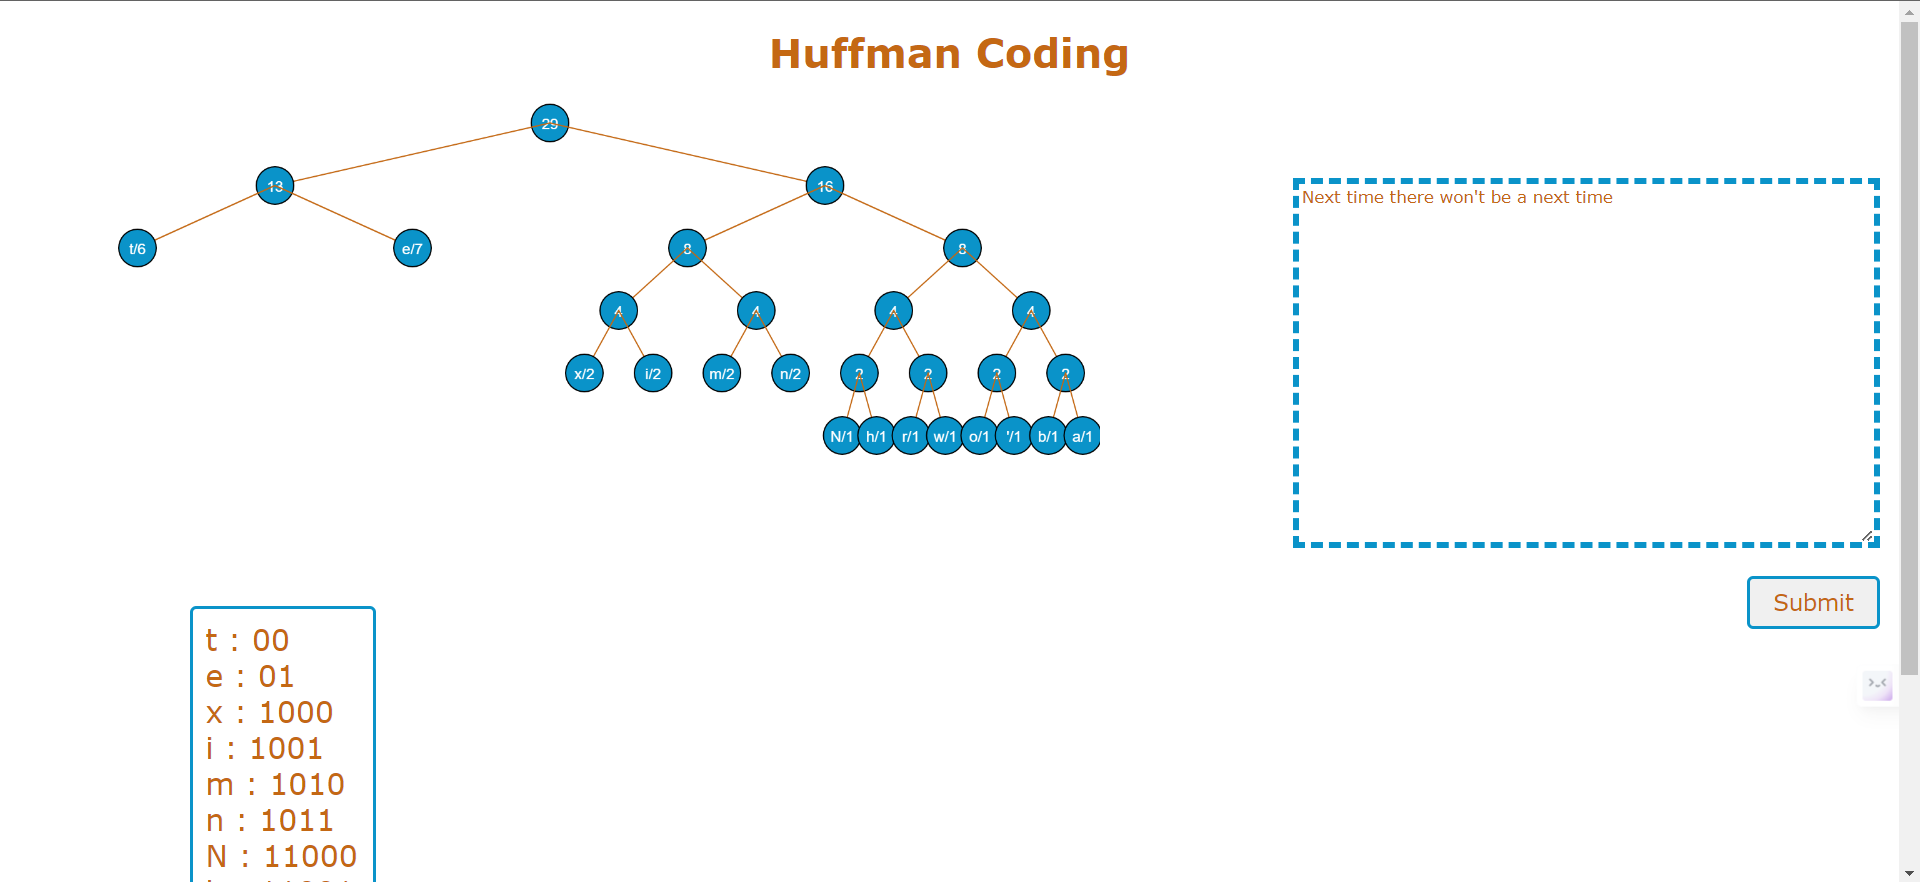 Huffman Coding
29
13
16
t/6
e/7
8
8
4
4
4
4
x/2
i/2
m/2
n/2
2
2
2
2
N/1
h/1
r/1
w/1
o/1
'/1
b/1
a/1
Next time there won't be a next time
Submit
t : 00
e : 01
x : 1000
i : 1001
m : 1010
n : 1011
N : 11000